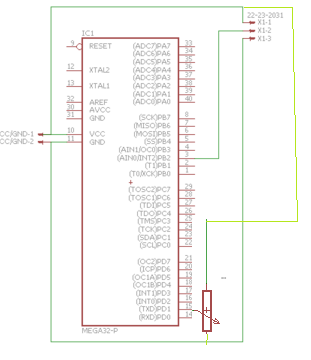 IC1
22-23-2031
X1-1
X1-2
X1-3
9 RESET
12 XTAL2
13 XTAL1
32 AREF
30 AVCC
31 GND
CC/GND-1
10 VCC
CC/GND-2
11 GND
(ADC7)PA7 33
(ADC6)PA6 34
(ADC5)PA5 35
(ADC4)PA4 36
(ADC3)PA3 37
(ADC2)PA2 38
(ADC1)PA1 39
(ADC0)PA0 40
(SCK)PB7 8
(MISO)PB6 7
(MOSI)PB5 6
(SS)PB4 5
(AIN1/OC0)PB3 4
(AIN0/INT2)PB2 3
(T1)PB1 2
(T0/XCK)PB0 1
(TOSC2)PC7 29
(TOSC1)PC6 28
(TDI)PC5 27
(TDO)PC4 26
(TMS)PC3 25
(TCK)PC2 24
(SDA)PC1 23
(SCL)PC0 22
(OC2)PD7 21
(ICP)PD6 20
(OC1A)PD5 19
(OC1B)PD4 18
(INT1)PD3 17
(INT0)PD2 16
(TXD)PD1 15
(RXD)PD0 14
MEGA32-P